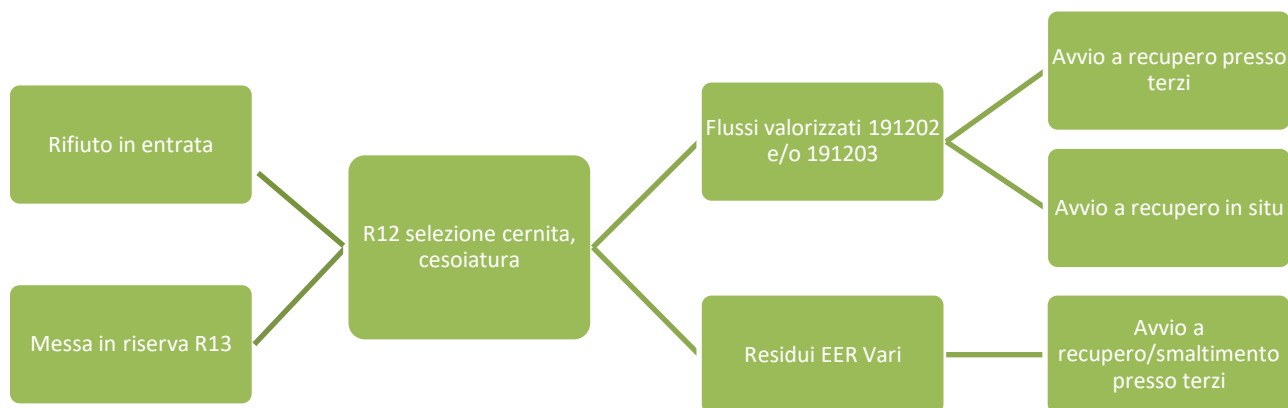 Rifiuto in entrata
Messa in riserva R13
R12 selezione cernita,
cesoiatura
Flussi valorizzati 191202
e/o 191203
Residui EER Vari
Avvio a recupero presso
terzi
Avvio a recupero in situ
Avvio a
recupero/smaltimento
presso terzi